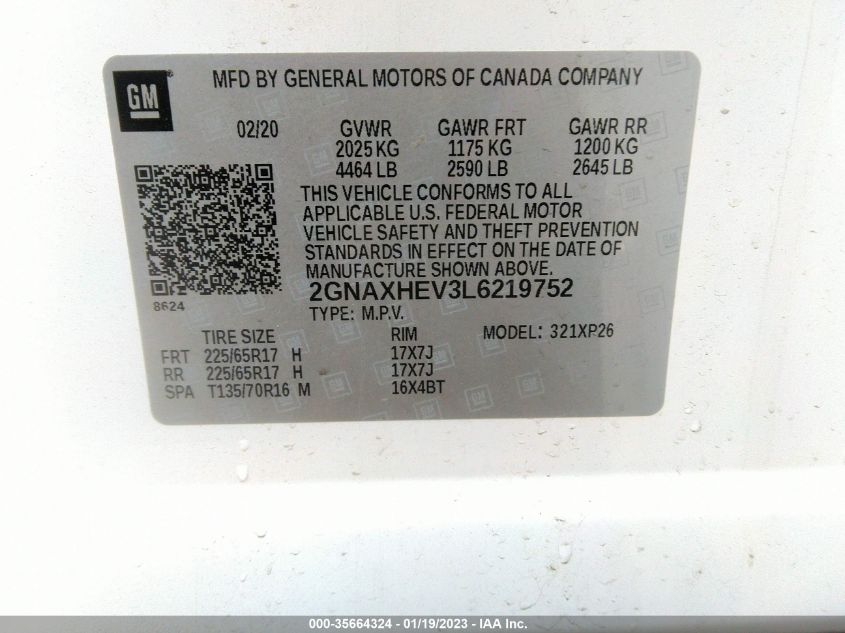 GM
MFD BY GENERAL MOTORS OF CANADA COMPANY
02/20 GVWR GAWR FRT GAWR RR
2025 KG 1175 KG 1200 KG
4464 LB 2590 LB 2645 LB
THIS VEHICLE CONFORMS TO ALL
APPLICABLE U.S. FEDERAL MOTOR
VEHICLE SAFETY AND THEFT PREVENTION
STANDARDS IN EFFECT ON THE DATE OF
MANUFACTURE SHOWN ABOVE.
8624
2GNAXHEV3L6219752
TYPE: M.P.V.
TIRE SIZE RIM MODEL: 321XP26
FRT 225/65R17 H 17X7J
RR 225/65R17 H 17X7J
SPA T135/70R16 M 16X4BT
000-35664324 - 01/19/2023 - IAA Inc.